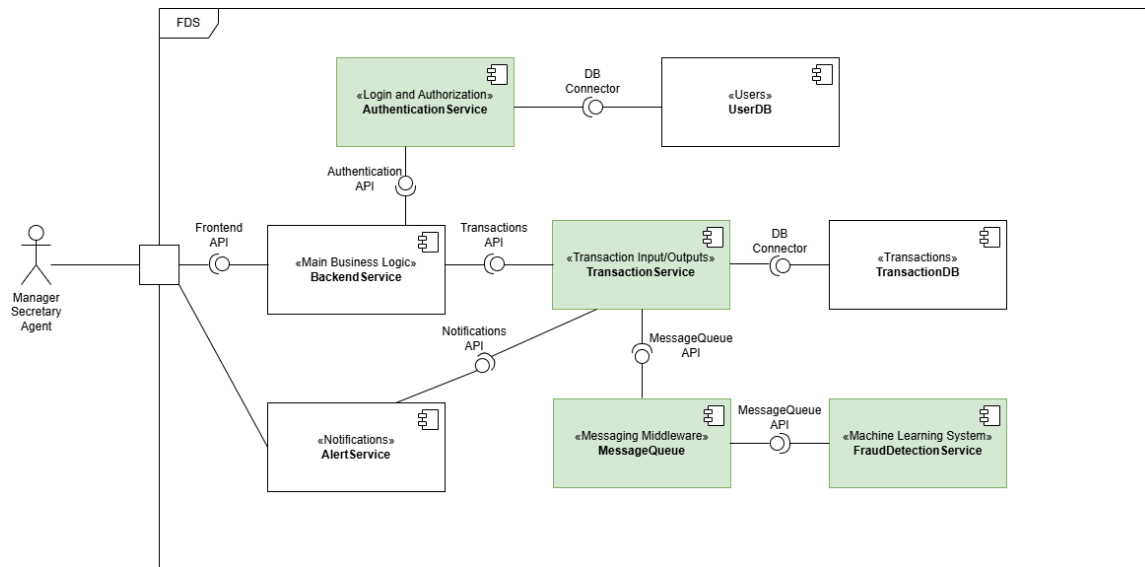 FDS
«Login and Authorization»
AuthenticationService
DB
Connector
«Users»
UserDB
Authentication
API
Manager
Secretary
Agent
Frontend
API
«Main Business Logic»
BackendService
Transactions
API
«Transaction Input/Outputs»
TransactionService
DB
Connector
«Transactions»
TransactionDB
Notifications
API
MessageQueue
API
«Notifications»
AlertService
«Messaging Middleware»
MessageQueue
MessageQueue
API
«Machine Learning System»
FraudDetectionService